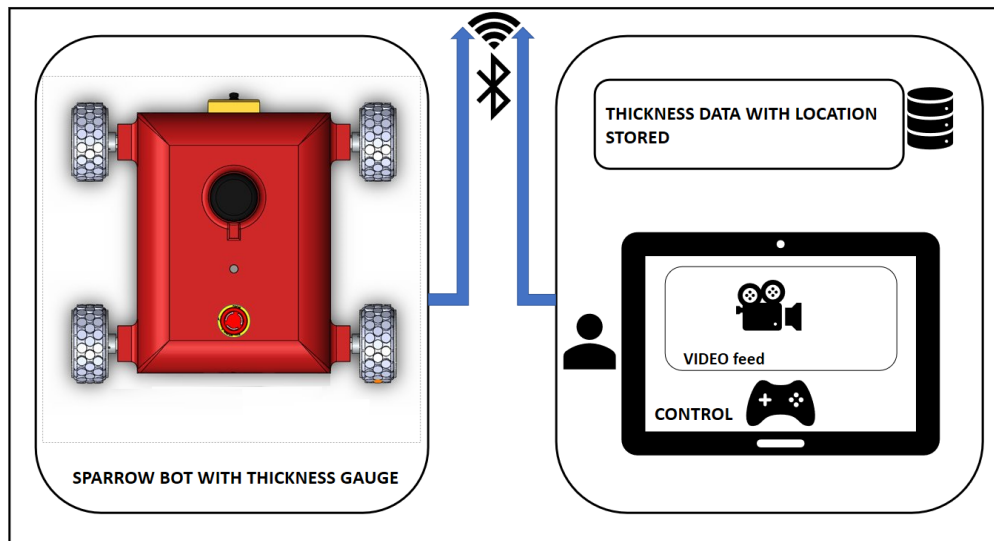 THICKNESS DATA WITH LOCATION
STORED
VIDEO feed
CONTROL
SPARROW BOT WITH THICKNESS GAUGE